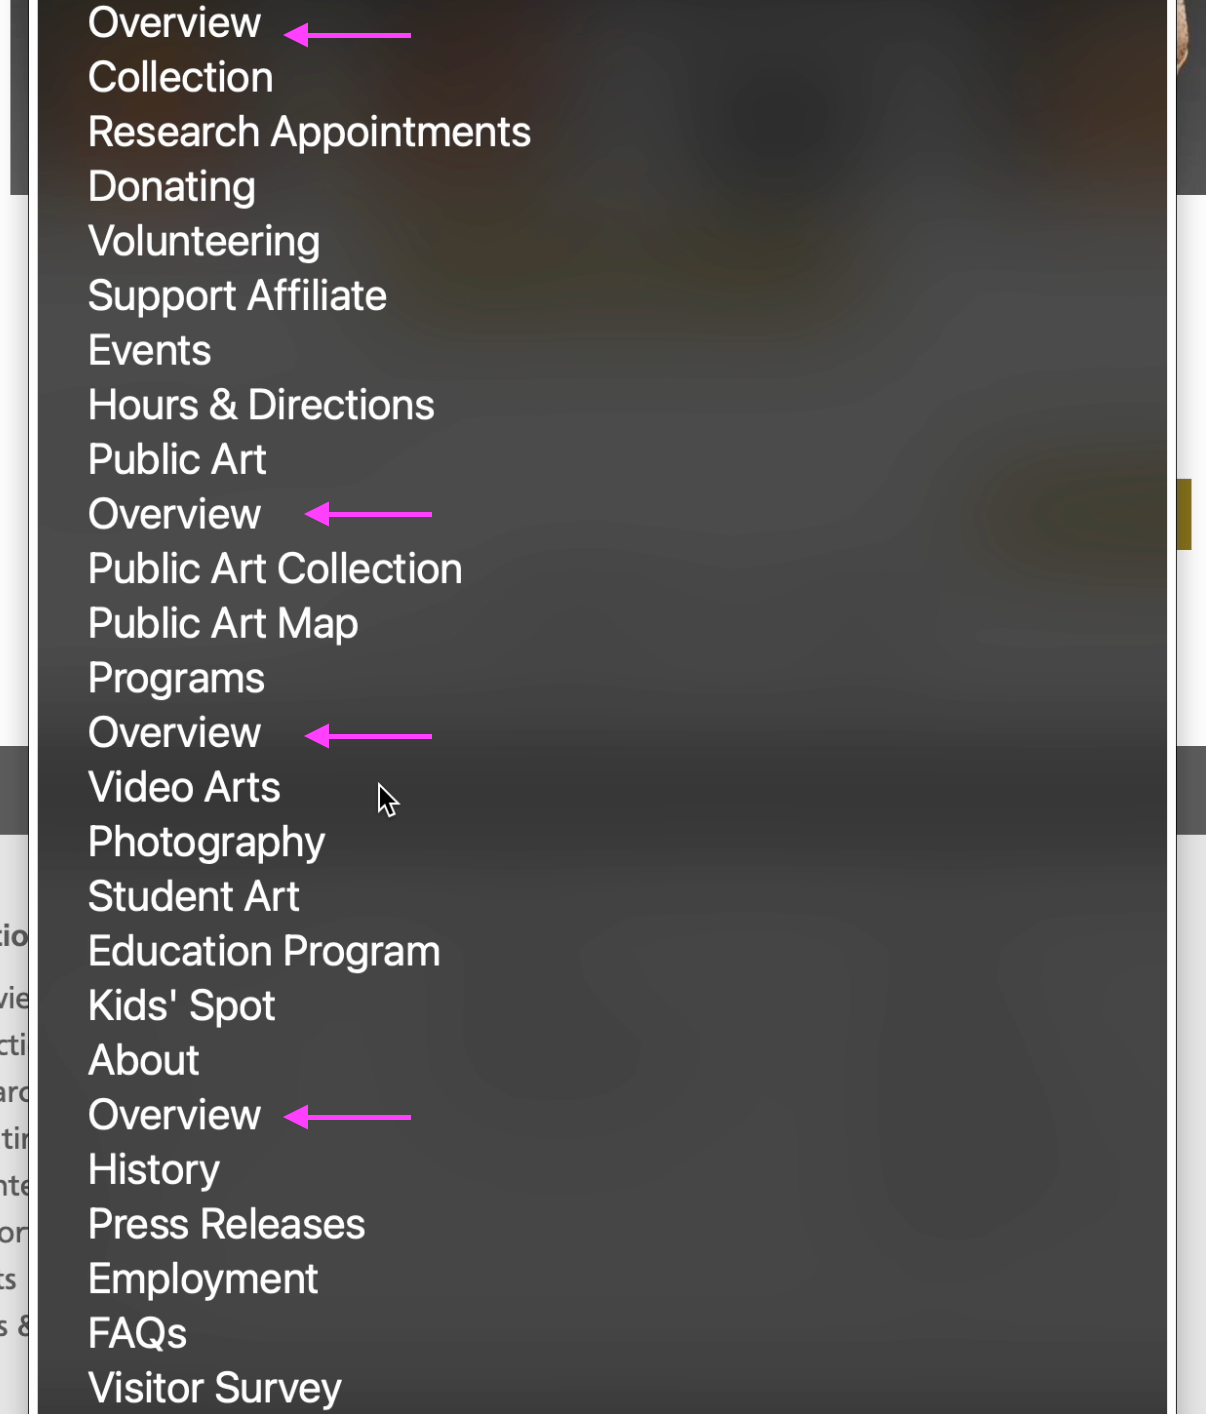 Overview
Collection
Research Appointments
Donating
Volunteering
Support Affiliate
Events
Hours & Directions
Public Art
Overview
Public Art Collection
Public Art Map
Programs
Overview
Video Arts
Photography
Student Art
Education Program
Kids' Spot
About
Overview
History
Press Releases
Employment
FAQs
Visitor Survey